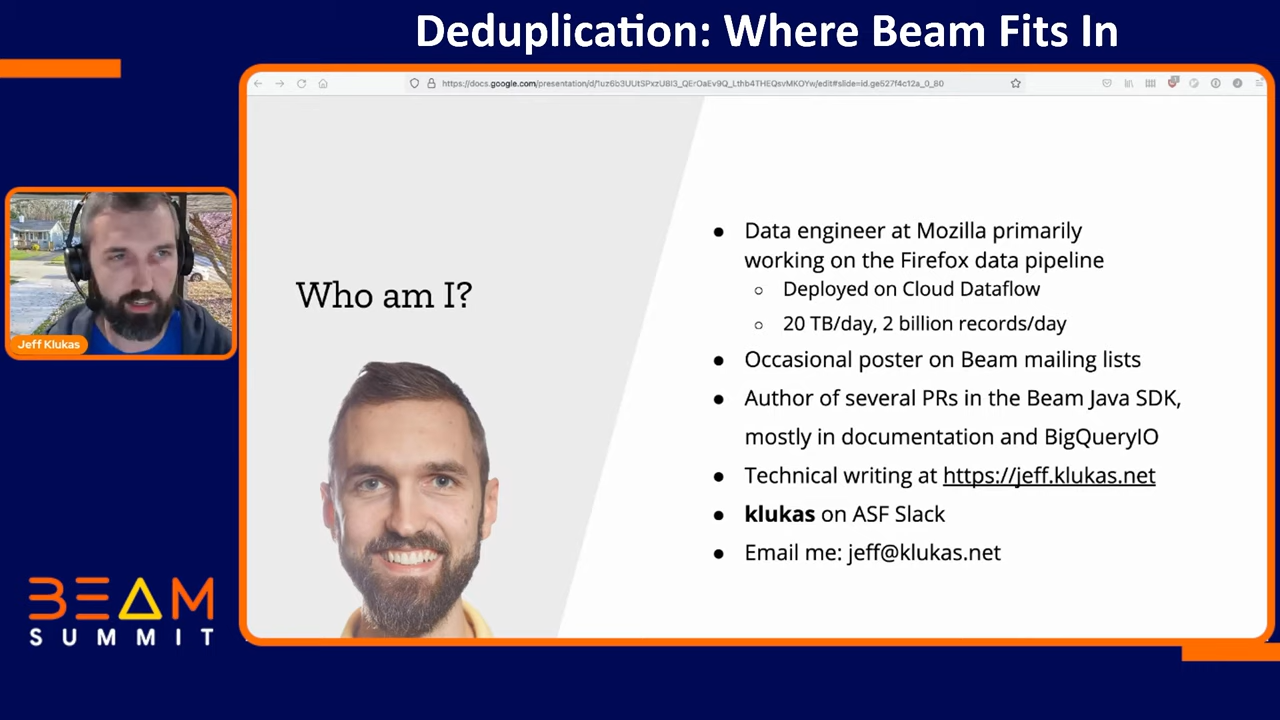 Deduplication: Where Beam Fits In
Jeff Klukas
BEAM
SUMMIT
Who am I?
● Data engineer at Mozilla primarily
working on the Firefox data pipeline
○ Deployed on Cloud Dataflow
○ 20 TB/day, 2 billion records/day
● Occasional poster on Beam mailing lists
● Author of several PRs in the Beam Java SDK,
mostly in documentation and BigQueryIO
● Technical writing at https://jeff.klukas.net
● klukas on ASF Slack
● Email me: jeff@klukas.net